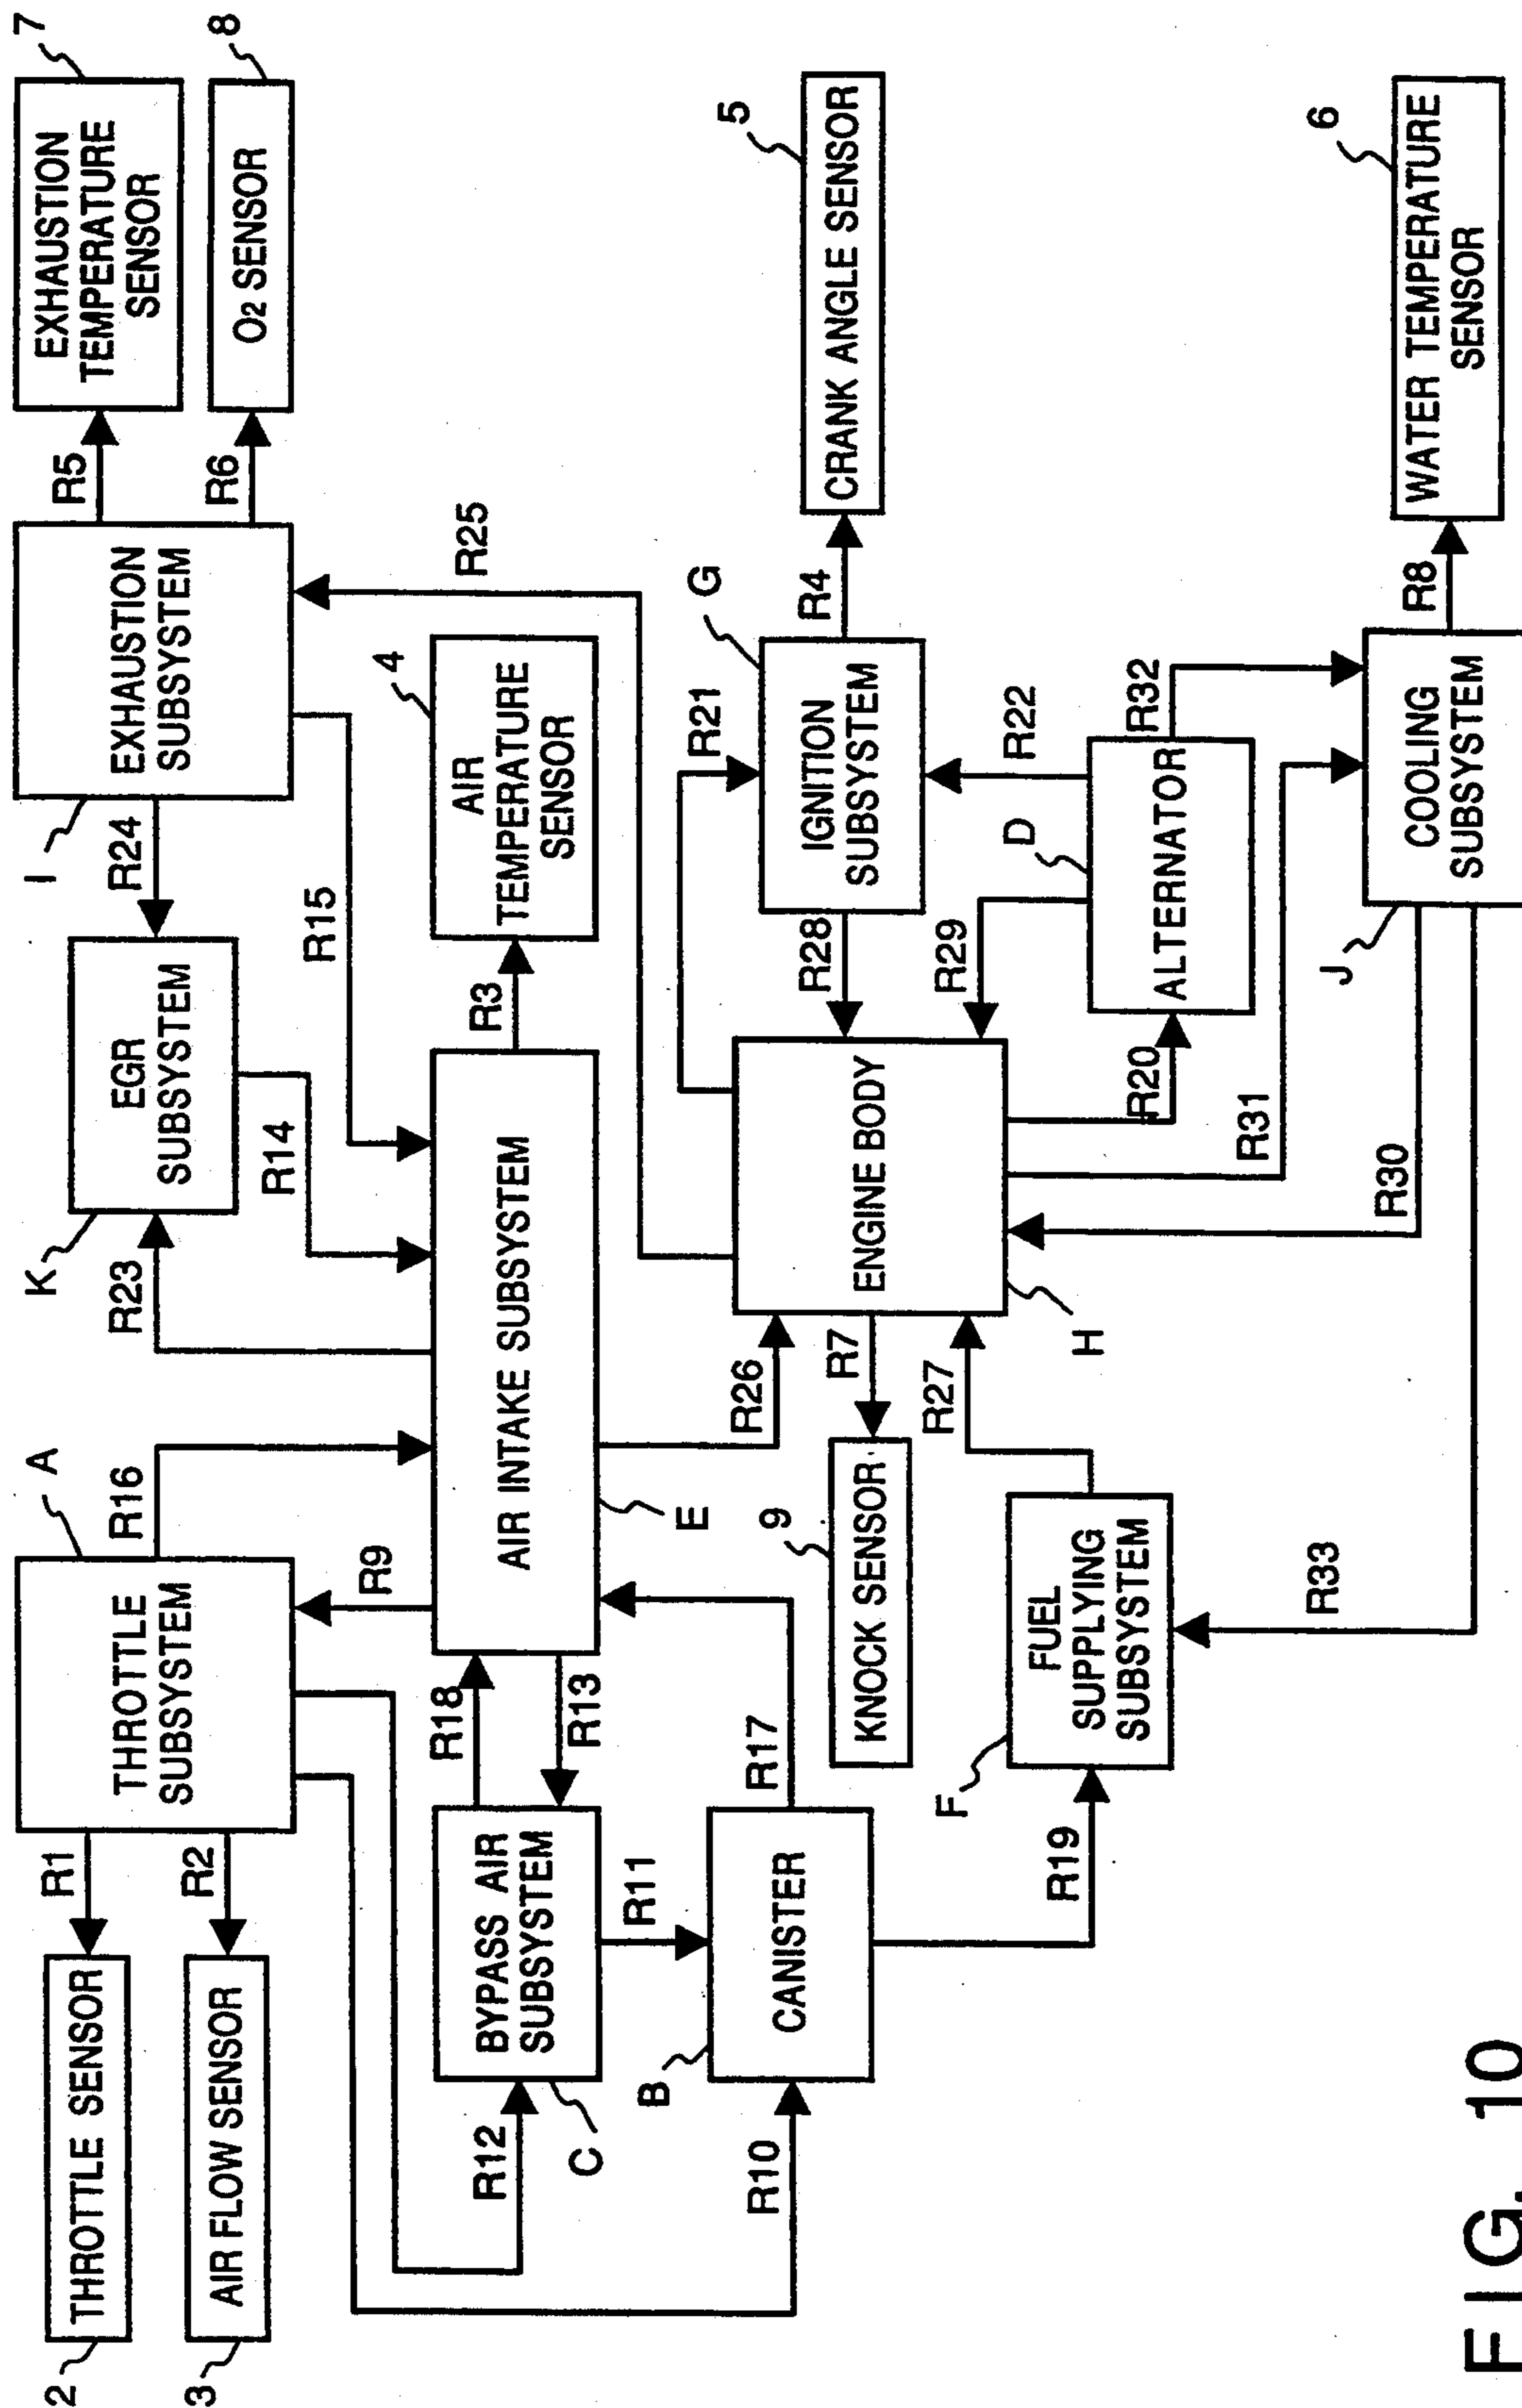 2
THROTTLE SENSOR
R1
THROTTLE
SUBSYSTEM
A
R16
K
R23
EGR
SUBSYSTEM
R24
I
EXHAUSTION
SUBSYSTEM
R5
EXHAUSTION
TEMPERATURE
SENSOR
7
3
AIR FLOW SENSOR
R2
R9
R14
R15
R6
O2 SENSOR
8
R12
BYPASS AIR
SUBSYSTEM
C
R18
R13
AIR INTAKE SUBSYSTEM
E
R3
AIR
TEMPERATURE
SENSOR
4
R25
R10
B
R11
CANISTER
R17
9
KNOCK SENSOR
R26
R7
ENGINE BODY
H
R28
R21
IGNITION
SUBSYSTEM
G
R4
CRANK ANGLE SENSOR
5
R19
F
FUEL
SUPPLYING
SUBSYSTEM
R27
R29
R20
D
ALTERNATOR
R22
R32
R33
R31
R30
J
COOLING
SUBSYSTEM
R8
WATER TEMPERATURE
SENSOR
6
FIG. 10